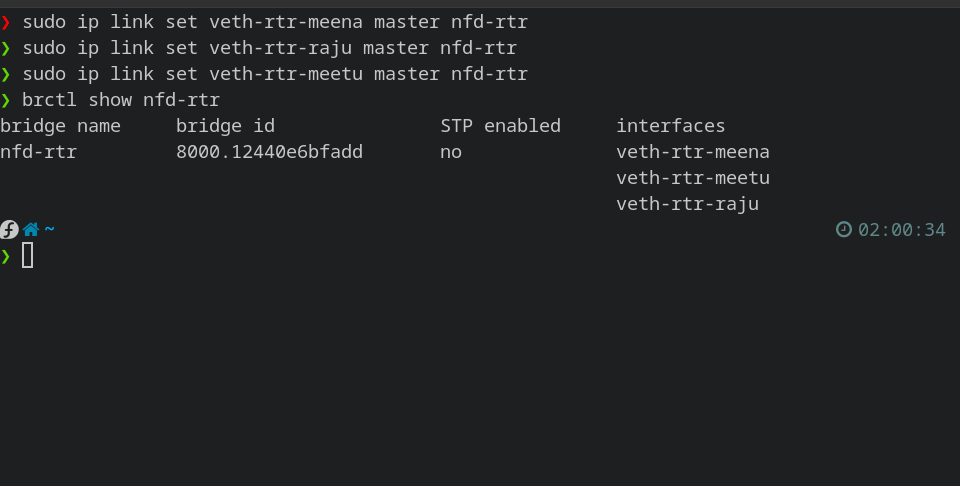 ❯ sudo ip link set veth-rtr-meena master nfd-rtr
❯ sudo ip link set veth-rtr-raju master nfd-rtr
❯ sudo ip link set veth-rtr-meetu master nfd-rtr
❯ brctl show nfd-rtr
bridge name     bridge id               STP enabled     interfaces
nfd-rtr         8000.12440e6bfadd       no              veth-rtr-meena
veth-rtr-meetu
veth-rtr-raju
~ 02:00:34
❯